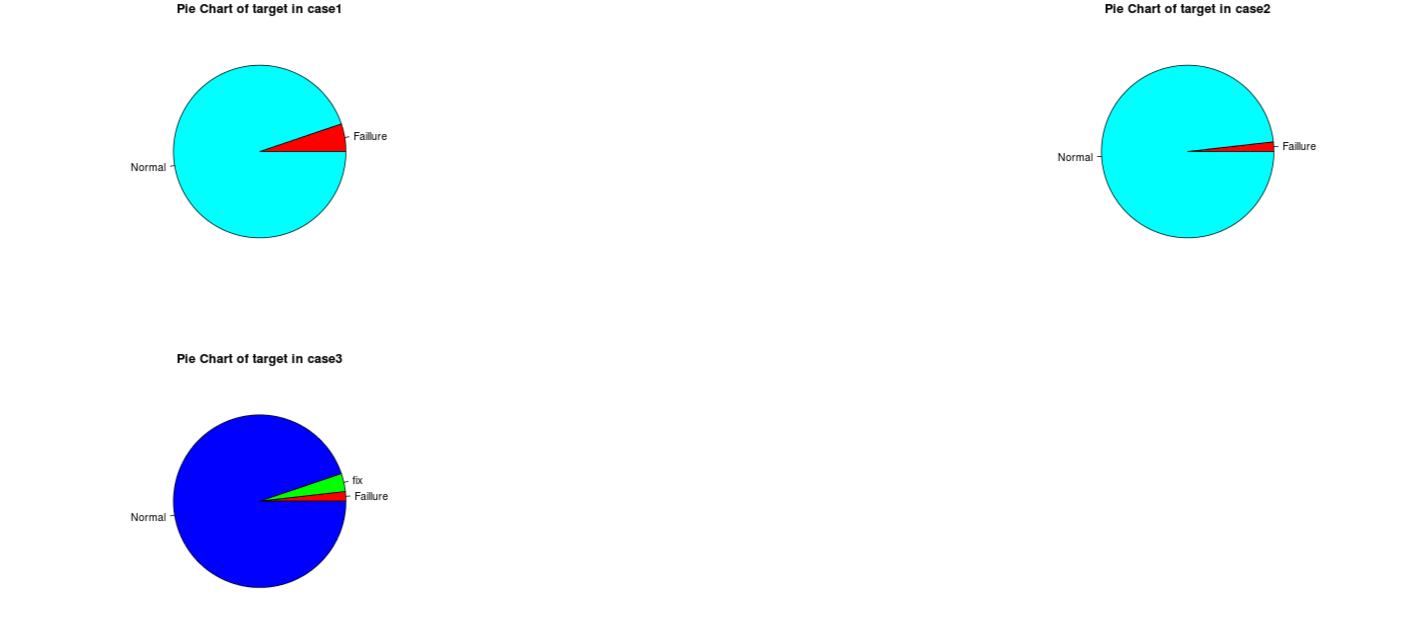 Pie Chart of target in case1
Faillure
Normal
Pie Chart of target in case2
Faillure
Normal
Pie Chart of target in case3
fix
Faillure
Normal